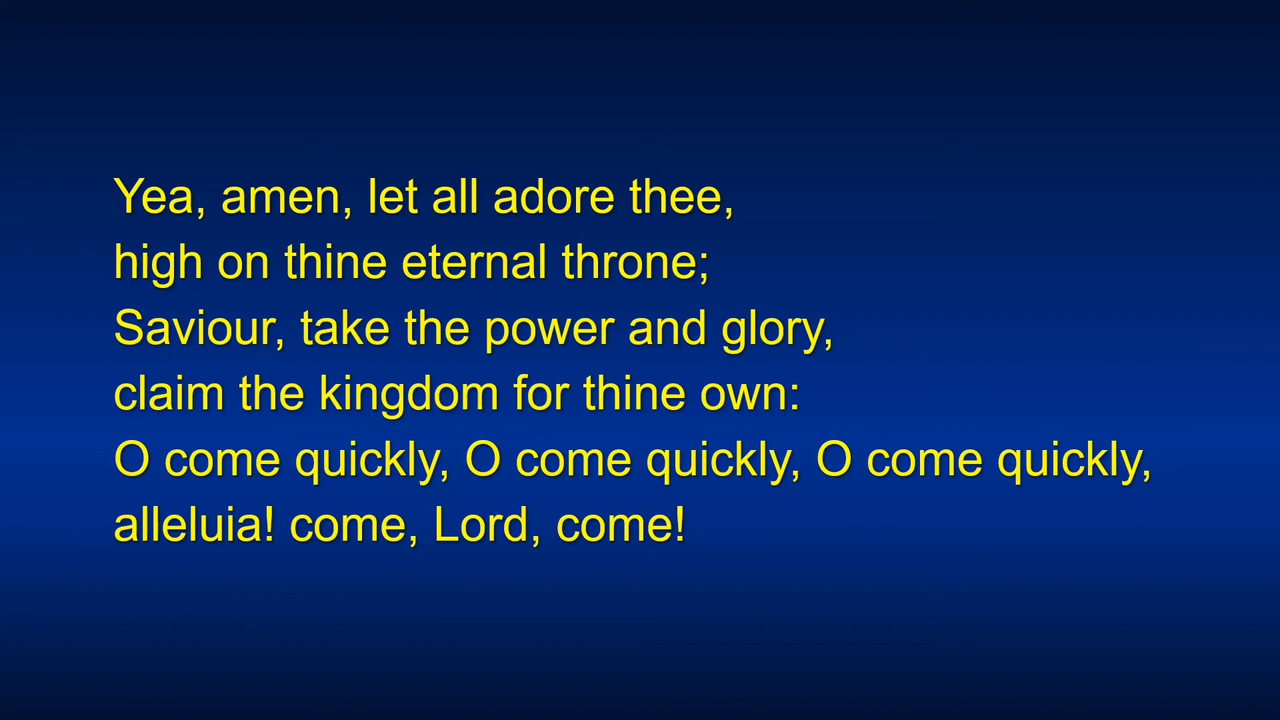 Yea, amen, let all adore thee,
high on thine eternal throne;
Saviour, take the power and glory,
claim the kingdom for thine own:
O come quickly, O come quickly, O come quickly,
alleluia! come, Lord, come!